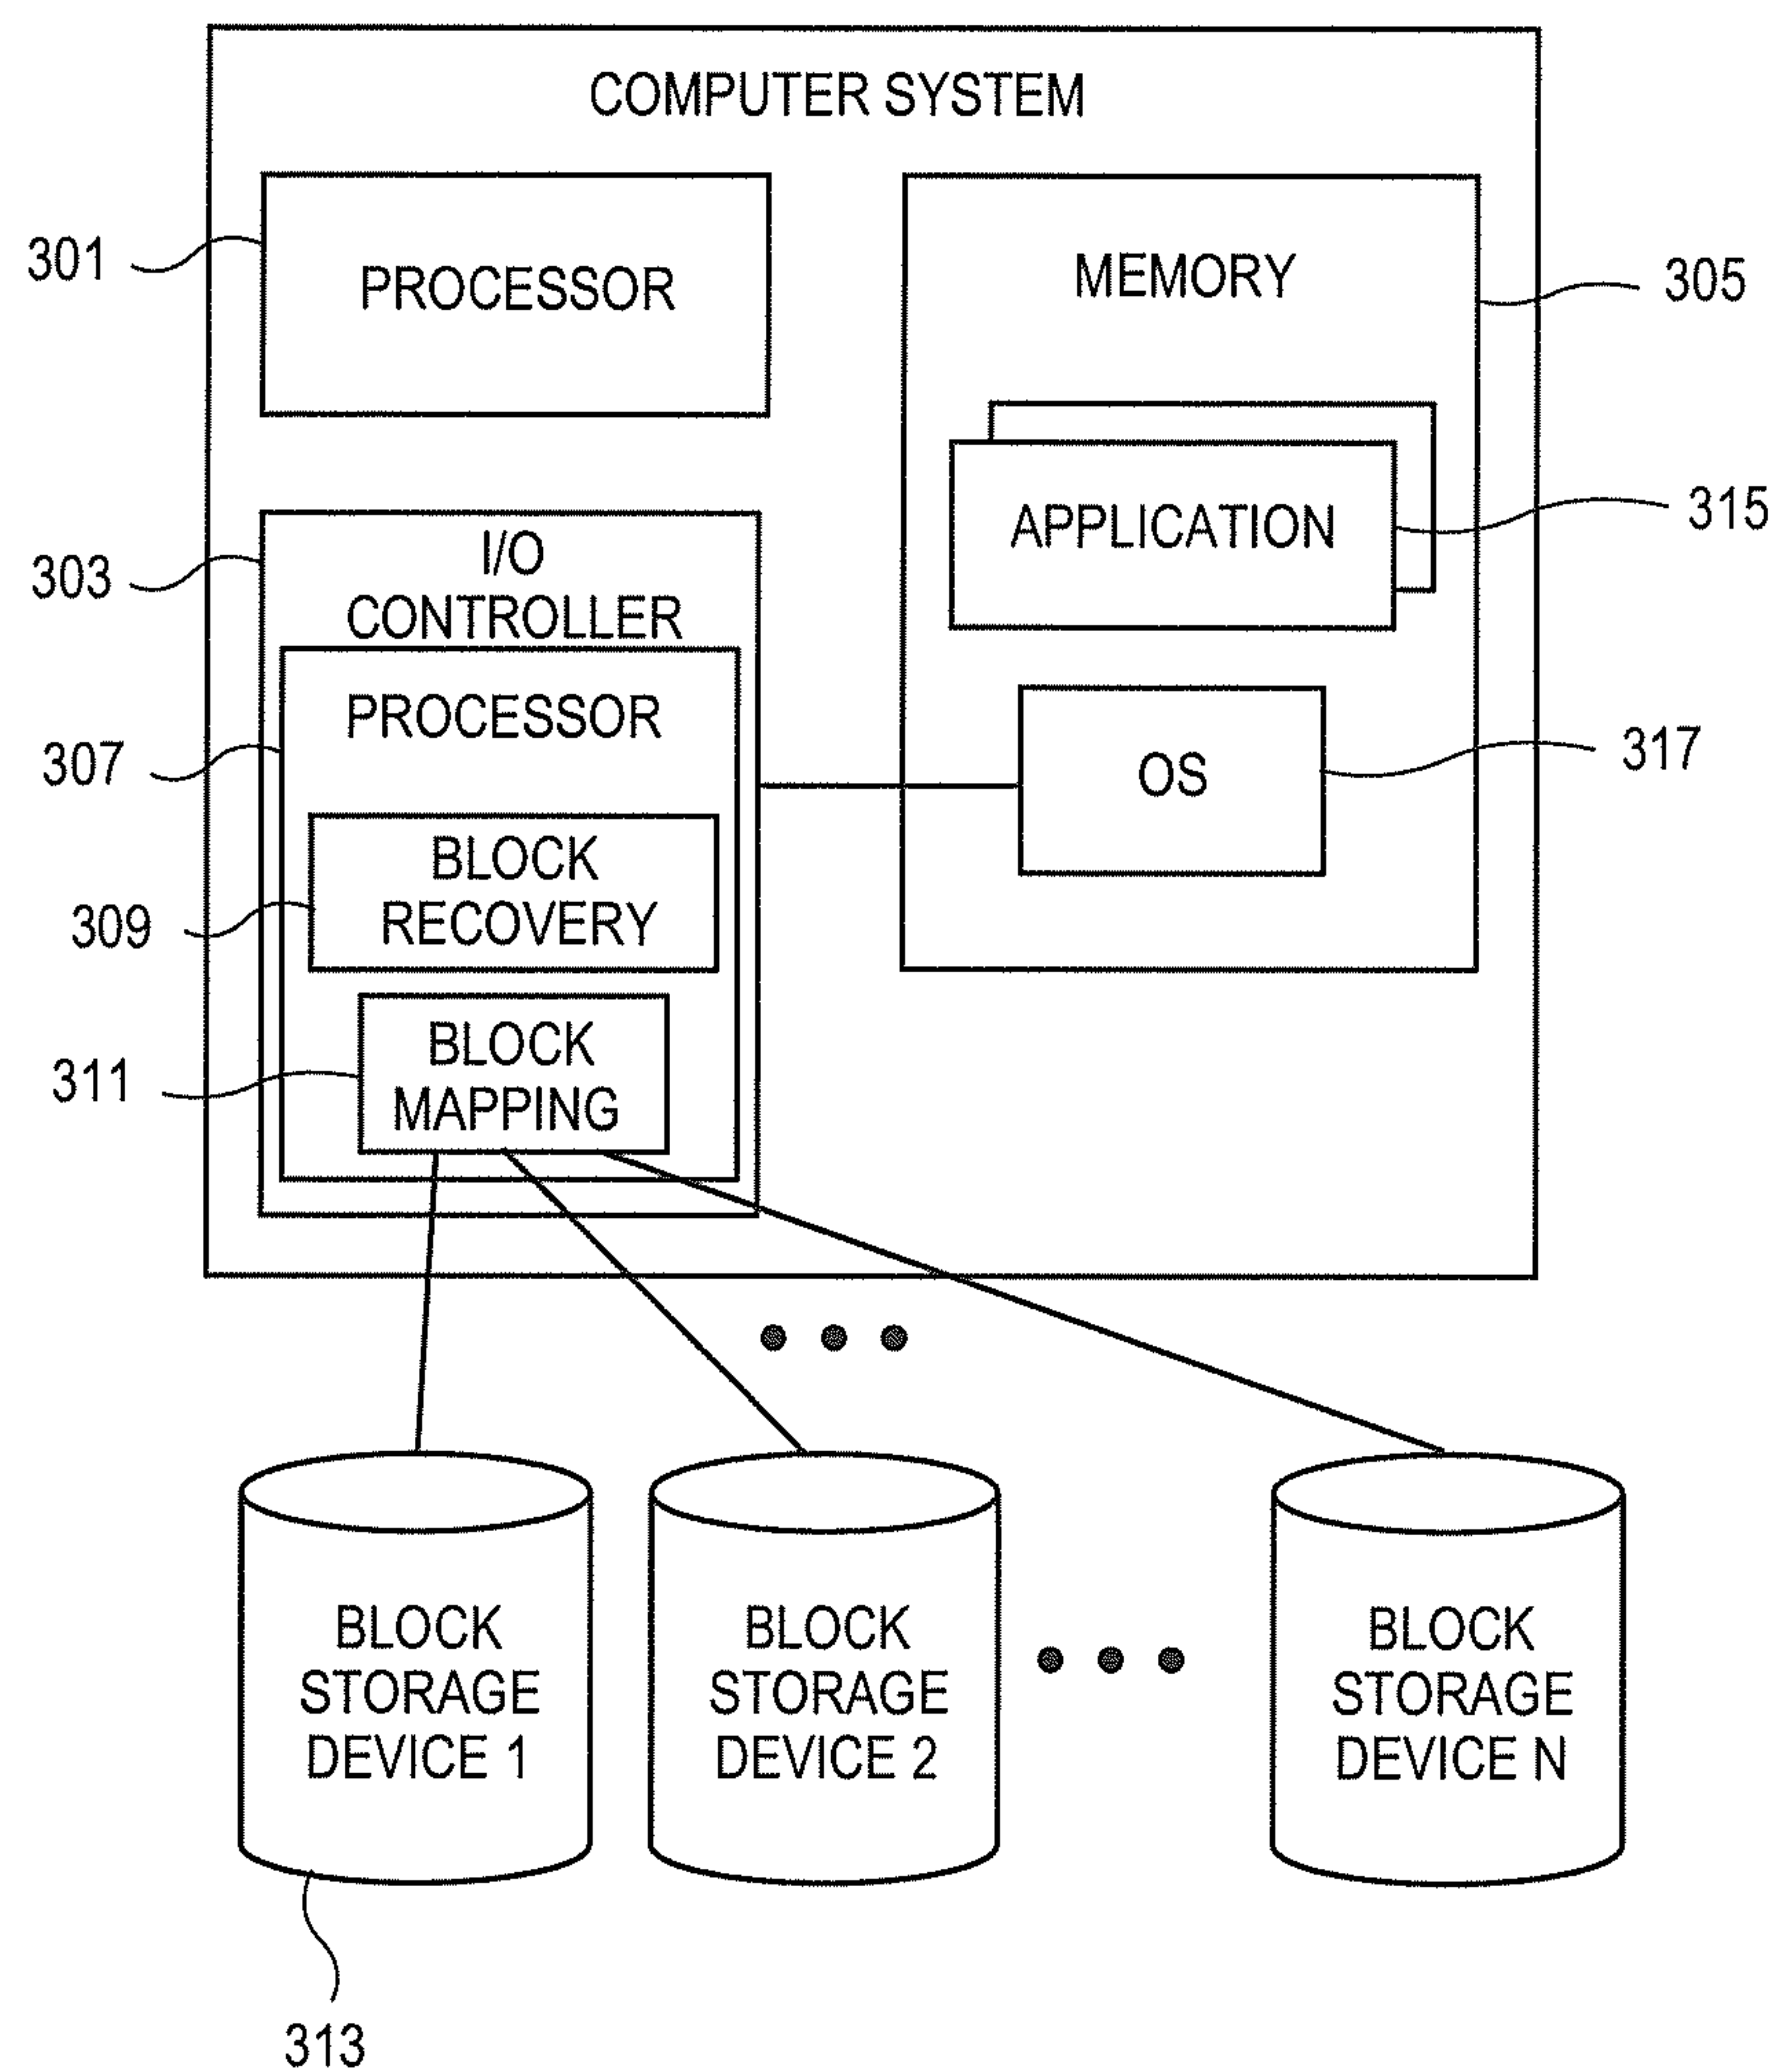 COMPUTER SYSTEM
301
PROCESSOR
MEMORY
305
APPLICATION
315
303
I/O
CONTROLLER
307
PROCESSOR
OS
317
309
BLOCK
RECOVERY
311
BLOCK
MAPPING
BLOCK
STORAGE
DEVICE 1
BLOCK
STORAGE
DEVICE 2
BLOCK
STORAGE
DEVICE N
313